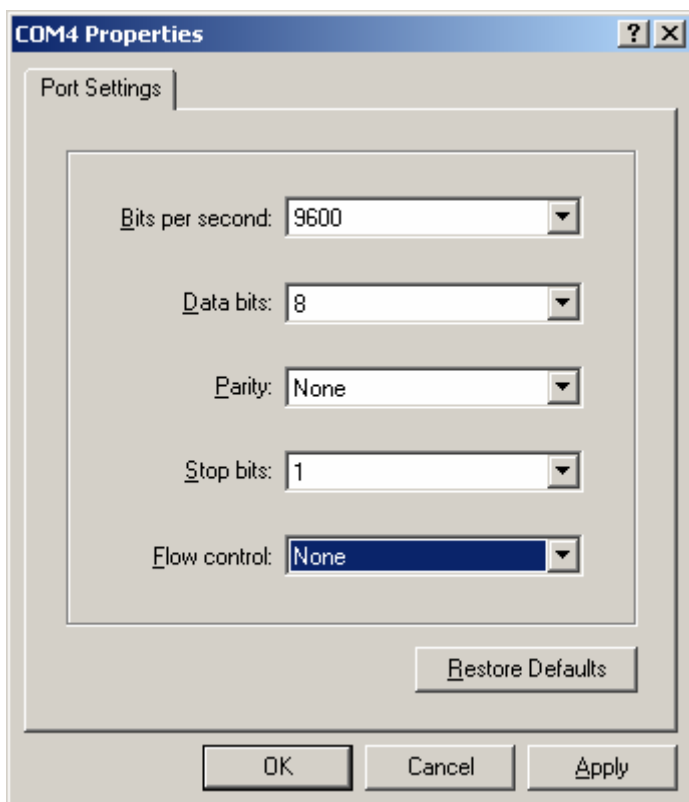 COM4 Properties
Port Settings
Bits per second: 9600
Data bits: 8
Parity: None
Stop bits: 1
Flow control: None
Restore Defaults
OK Cancel Apply